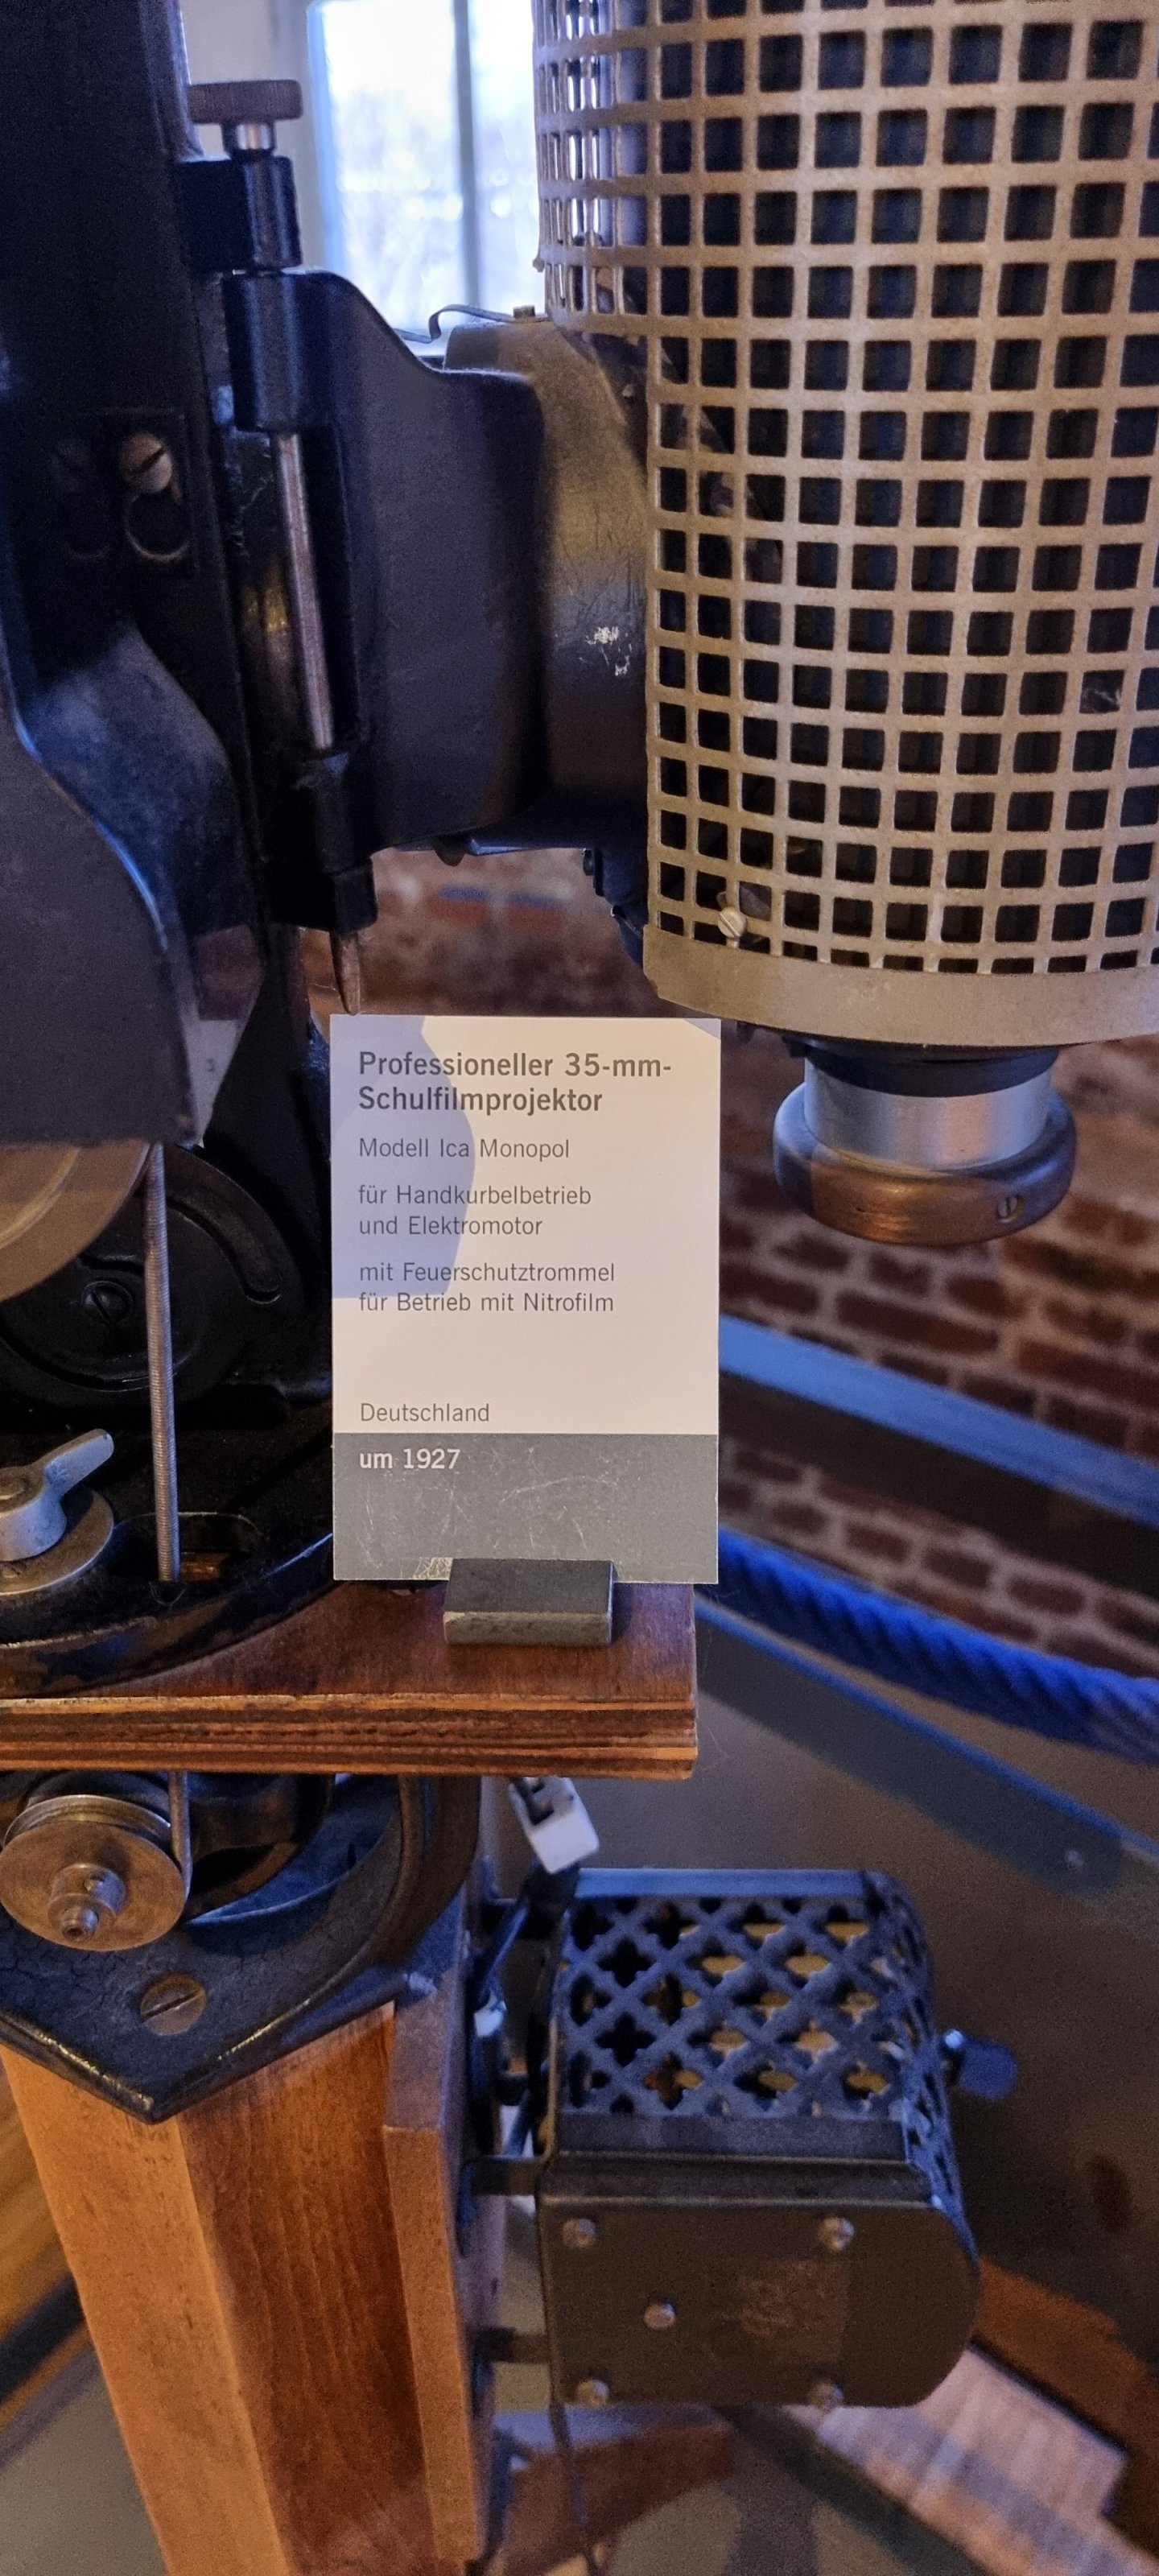 Professioneller 35-mm-
Schulfilmprojektor
Modell Ica Monopol
für Handkurbelbetrieb
und Elektromotor
mit Feuerschutztrommel
für Betrieb mit Nitrofilm
Deutschland
um 1927